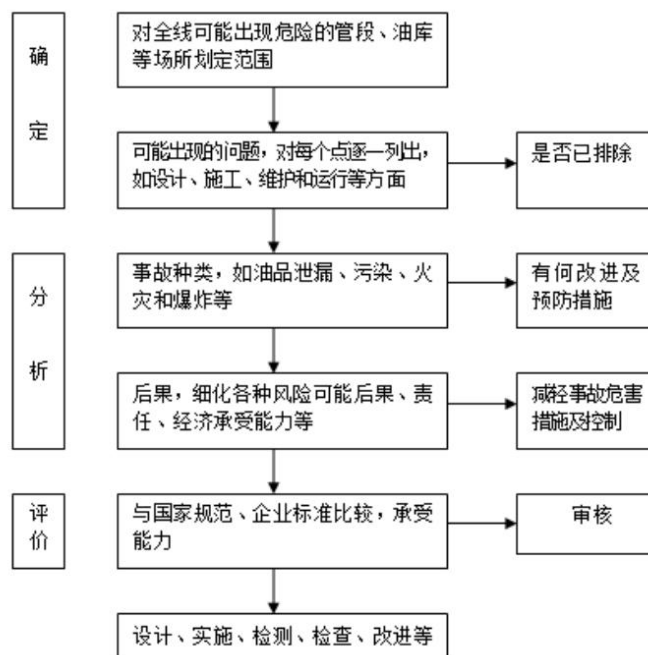 确
定
对全线可能出现危险的管段、油库
等场所划定范围
可能出现的问题，对每个点逐一列出，
如设计、施工、维护和运行等方面
是否已排除
分
析
事故种类，如油品泄漏、污染、火
灾和爆炸等
有何改进及
预防措施
后果，细化各种风险可能后果、责
任、经济承受能力等
减轻事故危害
措施及控制
评
价
与国家规范、企业标准比较，承受
能力
审核
设计、实施、检测、检查、改进等